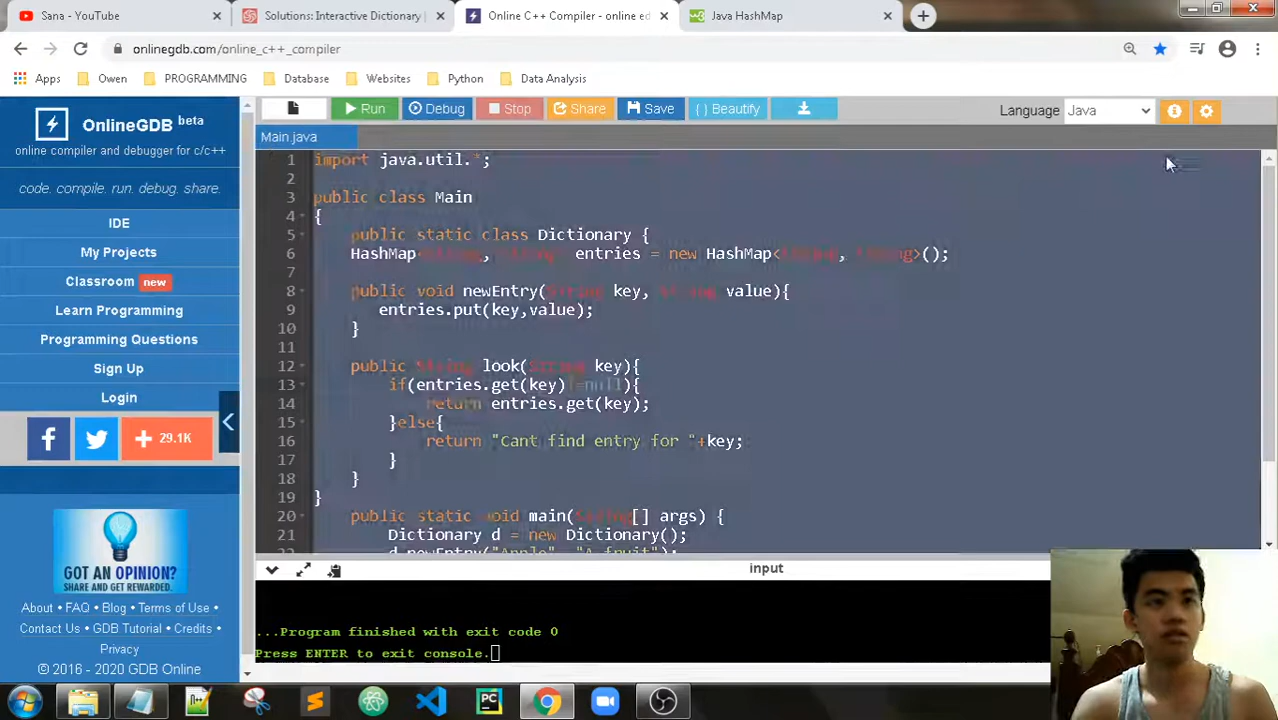 Sana - YouTube
Solutions: Interactive Dictionary
Online C++ Compiler - online ed
Java HashMap
onlinegdb.com/online_c++_compiler
Apps Owen PROGRAMMING Database Websites Python Data Analysis
OnlineGDB beta
online compiler and debugger for c/c++
code. compile. run. debug. share.
IDE
My Projects
Classroom new
Learn Programming
Programming Questions
Sign Up
Login
29.1K
GOT AN OPINION?
SHARE AND GET REWARDED.
About • FAQ • Blog • Terms of Use •
Contact Us • GDB Tutorial • Credits •
Privacy
© 2016 - 2020 GDB Online
Run Debug Stop Share Save { } Beautify
Language Java
Main.java
1 import java.util.*;
2
3 public class Main
4 {
5 public static class Dictionary {
6 HashMap<String, String> entries = new HashMap<String, String>();
7
8 public void newEntry(String key, String value){
9 entries.put(key,value);
10 }
11
12 public String look(String key){
13 if(entries.get(key)!=null){
14 return entries.get(key);
15 }else{
16 return "Cant find entry for "+key;
17 }
18 }
19 }
20 public static void main(String[] args) {
21 Dictionary d = new Dictionary();
22 d.newEntry("Apple", "A fruit");
input
...Program finished with exit code 0
Press ENTER to exit console.